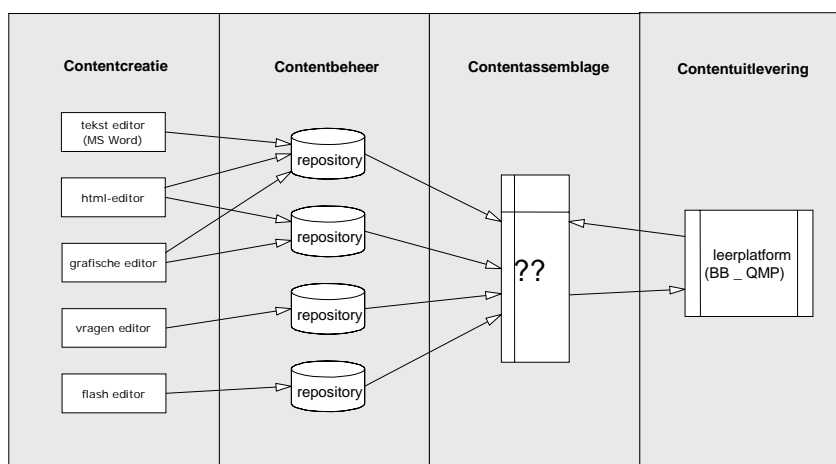 Contentcreatie
Contentbeheer
Contentassemblage
Contentuitlevering
tekst editor
(MS Word)
html-editor
grafische editor
vragen editor
flash editor
repository
repository
repository
repository
??
leerplatform
(BB _ QMP)